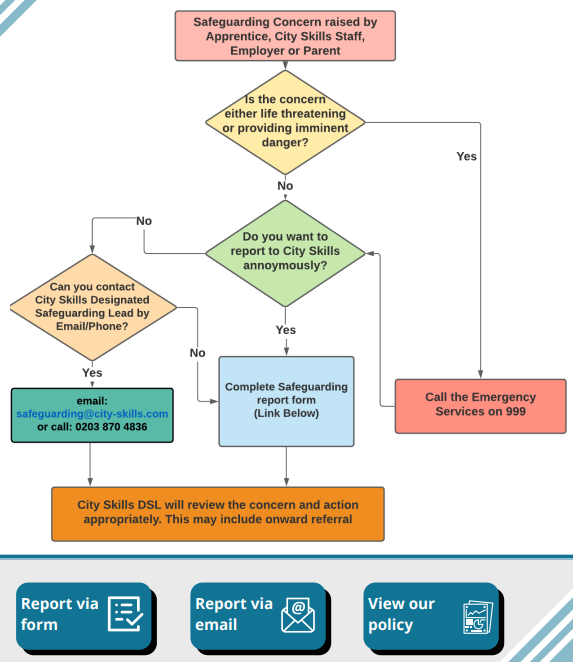 Safeguarding Concern raised by
Apprentice, City Skills Staff,
Employer or Parent
Is the concern
either life threatening
or providing imminent
danger?
Yes
No
No
Do you want to
report to City Skills
annoymously?
Can you contact
City Skills Designated
Safeguarding Lead by
Email/Phone?
Yes
No
Yes
Complete Safeguarding
report form
(Link Below)
Call the Emergency
Services on 999
email:
safeguarding@city-skills.com
or call: 0203 870 4836
City Skills DSL will review the concern and action
appropriately. This may include onward referral
Report via
form
Report via
email
View our
policy